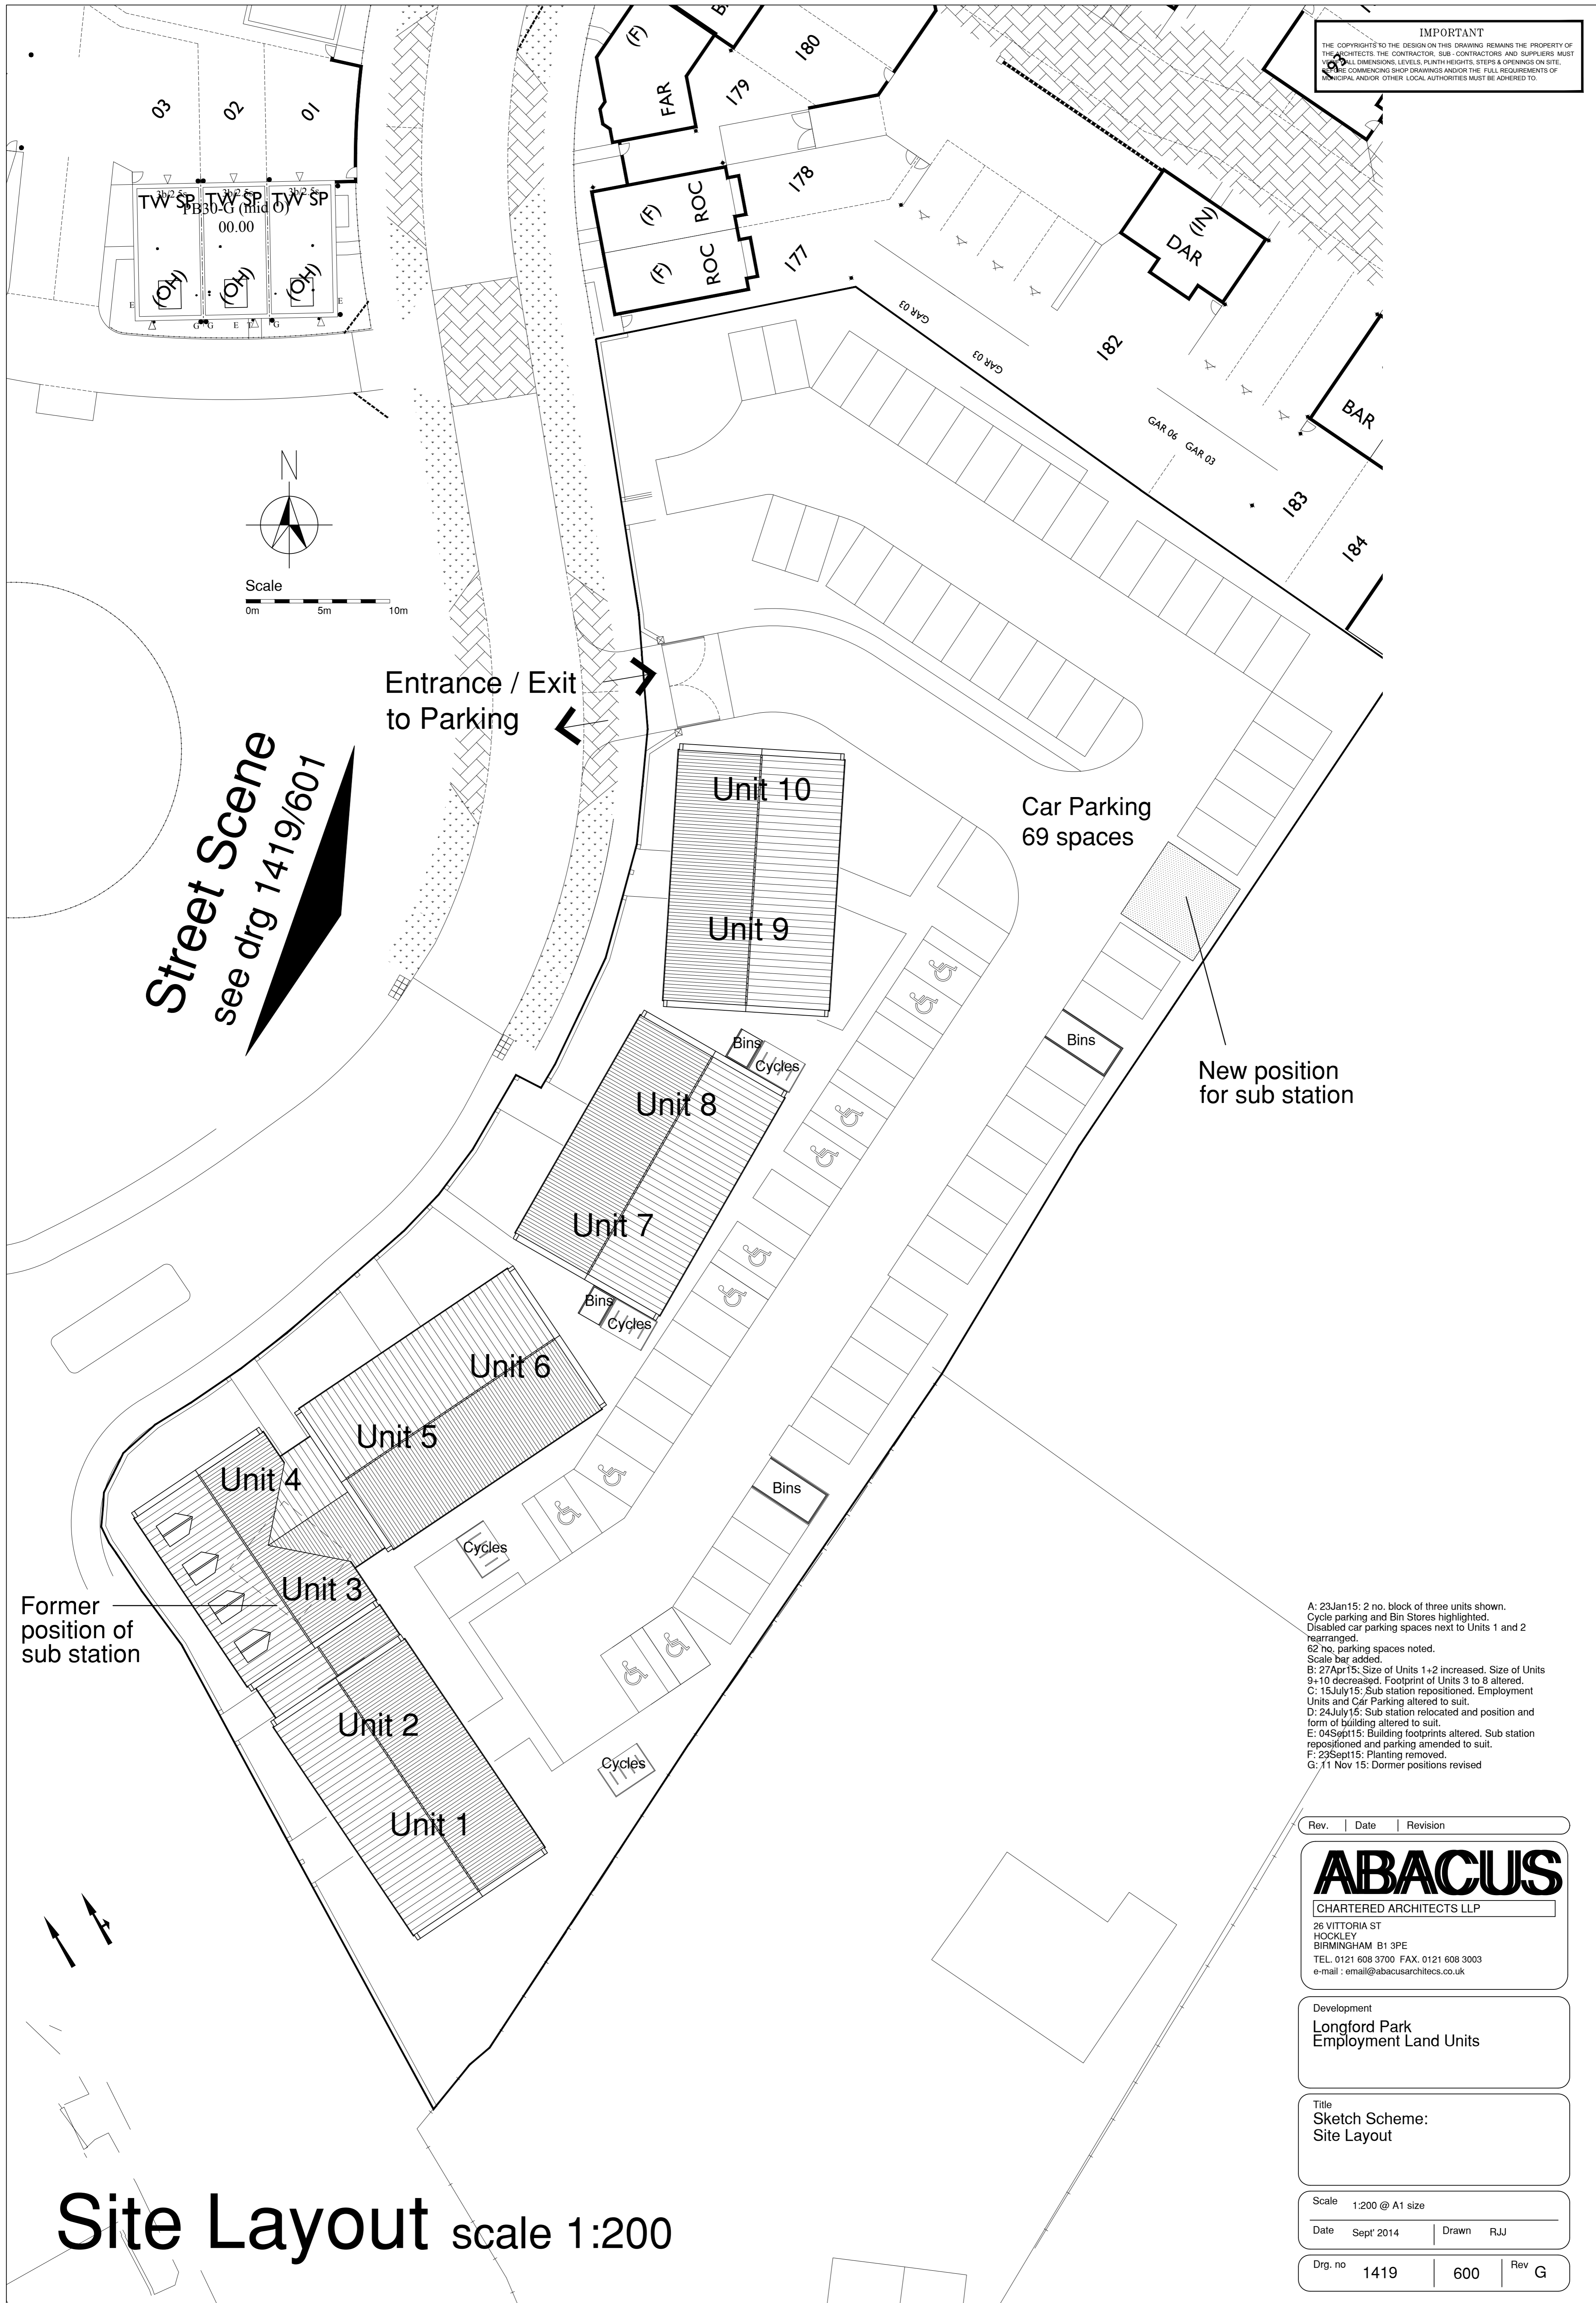 IMPORTANT
THE COPYRIGHTS TO THE DESIGN ON THIS DRAWING REMAINS THE PROPERTY OF
THE ARCHITECTS. THE CONTRACTOR, SUB - CONTRACTORS AND SUPPLIERS MUST
ALL DIMENSIONS, LEVELS, PLINTH HEIGHTS, STEPS & OPENINGS ON SITE,
BEFORE COMMENCING SHOP DRAWINGS AND/OR THE FULL REQUIREMENTS OF
MUNICIPAL AND/OR OTHER LOCAL AUTHORITIES MUST BE ADHERED TO.
193
03
02
01
3b/2.5s
3b/2.5s
3b/2.5s
TW SP
TW SP
TW SP
PB30-G (mid O)
00.00
(OH)
(OH)
(OH)
E
G G
E
G
E
(F)
FAR
180
179
178
177
(F)
ROC
(F)
ROC
(IN)
DAR
GAR 03
GAR 03
182
BAR
GAR 06
GAR 03
183
184
N
Scale
0m 5m 10m
Entrance / Exit
to Parking
Street Scene
see drg 1419/601
Unit 10
Unit 9
Car Parking
69 spaces
Bins
Cycles
Bins
New position
for sub station
Unit 8
Unit 7
Bins
Cycles
Unit 6
Unit 5
Unit 4
Bins
Cycles
Unit 3
Former
position of
sub station
Unit 2
Cycles
Unit 1
A: 23Jan15: 2 no. block of three units shown.
Cycle parking and Bin Stores highlighted.
Disabled car parking spaces next to Units 1 and 2
rearranged.
62 no. parking spaces noted.
Scale bar added.
B: 27Apr15: Size of Units 1+2 increased. Size of Units
9+10 decreased. Footprint of Units 3 to 8 altered.
C: 15July15: Sub station repositioned. Employment
Units and Car Parking altered to suit.
D: 24July15: Sub station relocated and position and
form of building altered to suit.
E: 04Sept15: Building footprints altered. Sub station
repositioned and parking amended to suit.
F: 23Sept15: Planting removed.
G: 11 Nov 15: Dormer positions revised
Rev. Date Revision
ABACUS
CHARTERED ARCHITECTS LLP
26 VITTORIA ST
HOCKLEY
BIRMINGHAM B1 3PE
TEL. 0121 608 3700 FAX. 0121 608 3003
e-mail : email@abacusarchitecs.co.uk
Development
Longford Park
Employment Land Units
Title
Sketch Scheme:
Site Layout
Scale 1:200 @ A1 size
Date Sept' 2014 Drawn RJJ
Drg. no 1419 600 Rev G
Site Layout scale 1:200